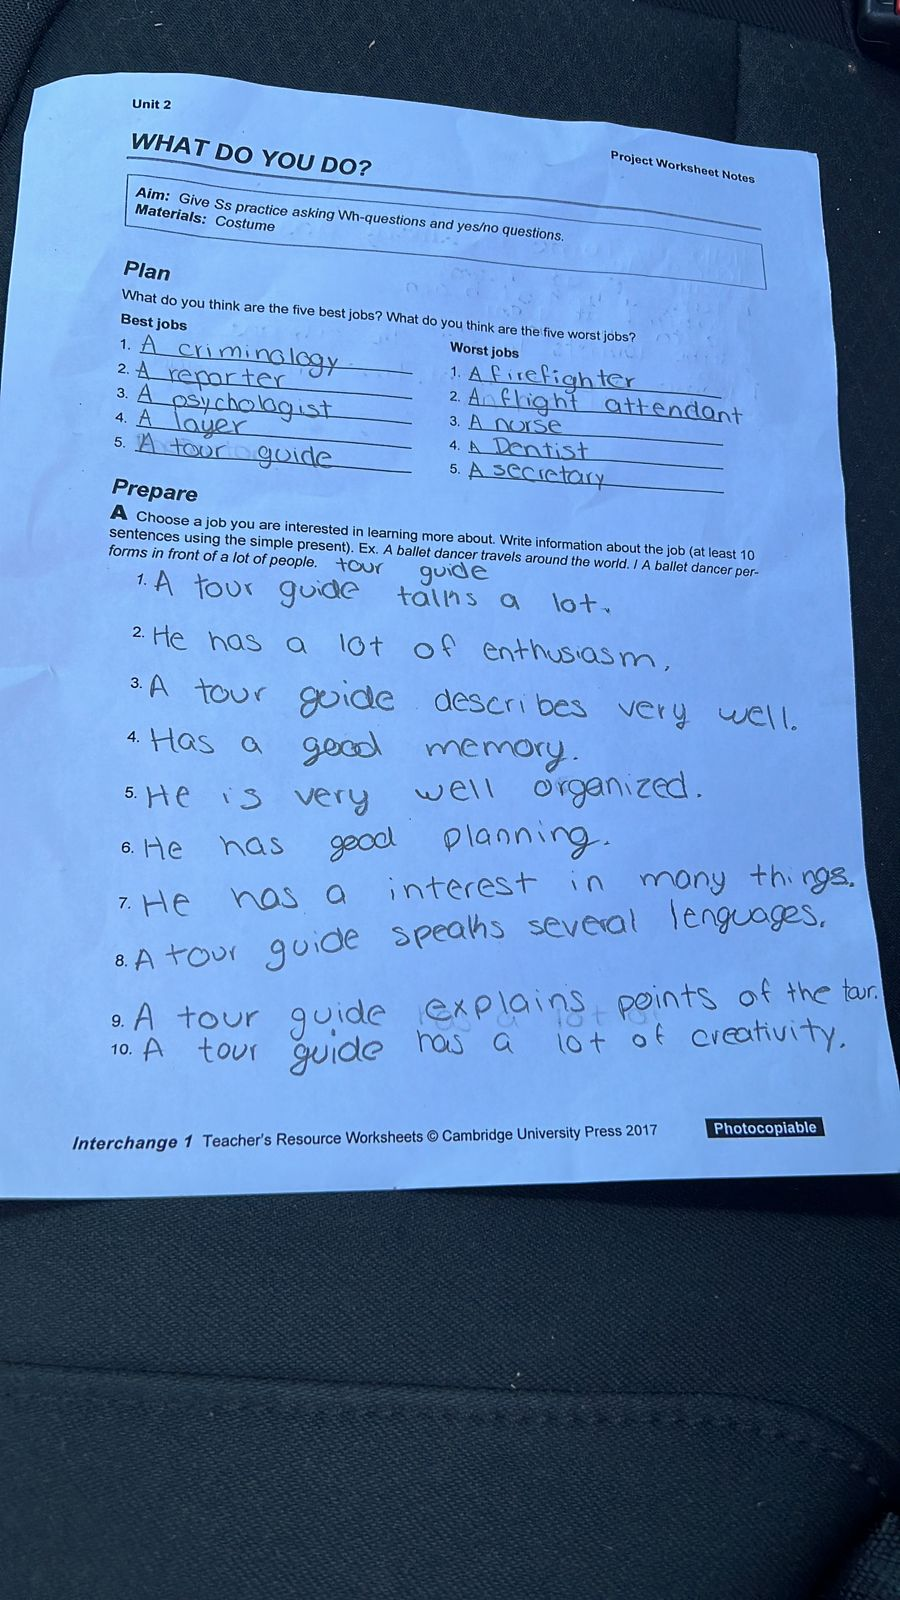 Unit 2
WHAT DO YOU DO?
Project Worksheet Notes
Aim: Give Ss practice asking Wh-questions and yes/no questions.
Materials: Costume
Plan
What do you think are the five best jobs? What do you think are the five worst jobs?
Best jobs
1. A criminology
2. A reporter
3. A psychologist
4. A layer
5. A tour guide
Worst jobs
1. A firefighter
2. A flight attendant
3. A nurse
4. A Dentist
5. A secretary
Prepare
A Choose a job you are interested in learning more about. Write information about the job (at least 10
sentences using the simple present). Ex. A ballet dancer travels around the world. / A ballet dancer per-
forms in front of a lot of people. tour guide
1. A tour guide talks a lot.
2. He has a lot of enthusiasm.
3. A tour guide describes very well.
4. Has a good memory.
5. He is very well organized.
6. He has good planning.
7. He has a interest in many things.
8. A tour guide speaks several lenguages.
9. A tour guide explains points of the tour.
10. A tour guide has a lot of creativity.
Interchange 1 Teacher's Resource Worksheets © Cambridge University Press 2017 Photocopiable